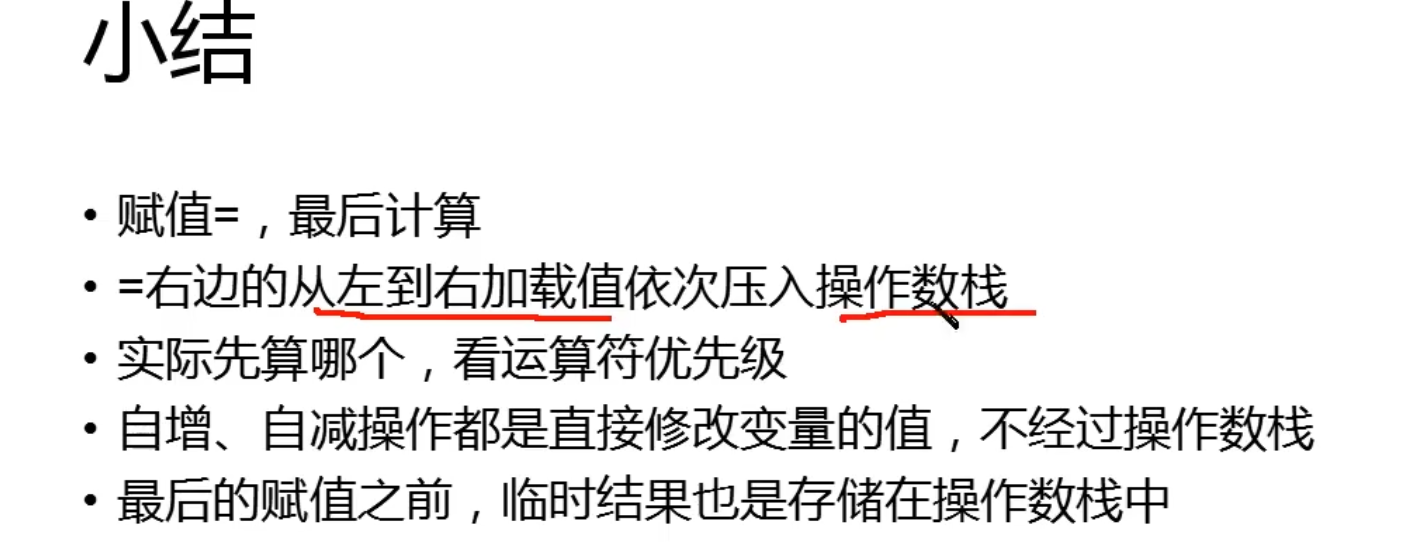 小结
• 赋值=，最后计算
• =右边的从左到右加载值依次压入操作数栈
• 实际先算哪个，看运算符优先级
• 自增、自减操作都是直接修改变量的值，不经过操作数栈
• 最后的赋值之前，临时结果也是存储在操作数栈中